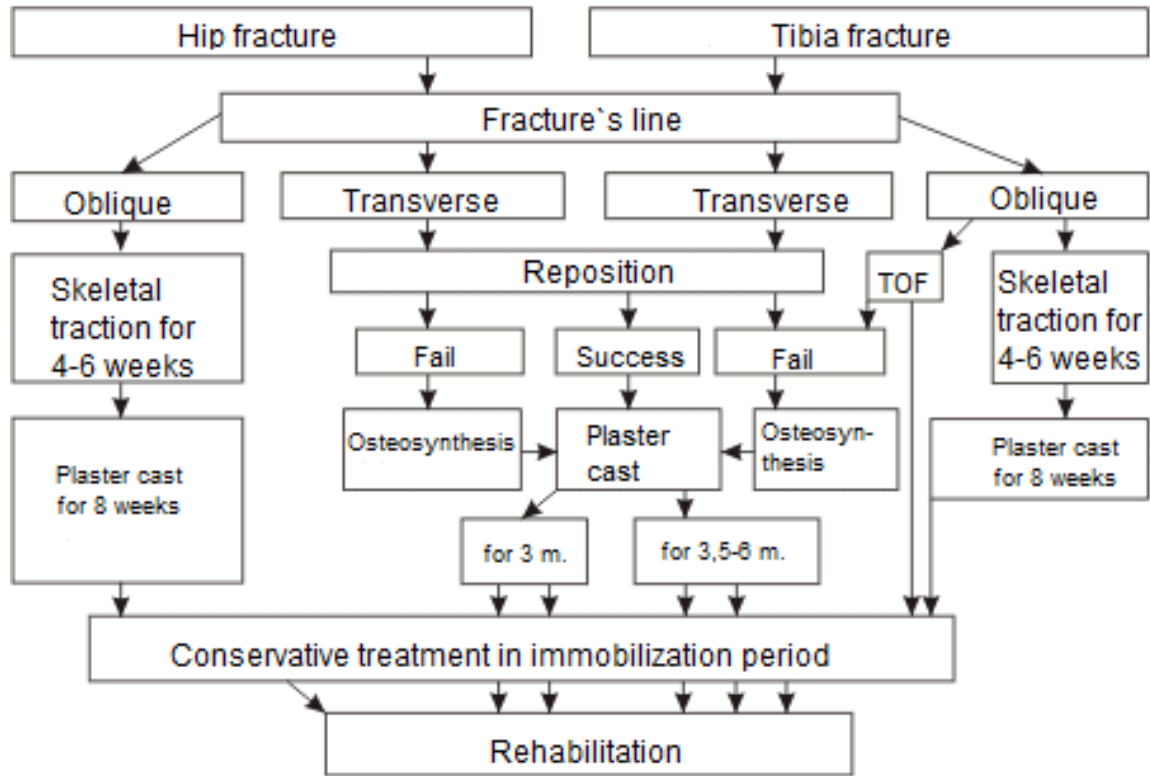 Hip fracture
Tibia fracture
Fracture`s line
Oblique
Transverse
Transverse
Oblique
Reposition
TOF
Skeletal
traction for
4-6 weeks
Skeletal
traction for
4-6 weeks
Fail
Success
Fail
Osteosynthesis
Plaster
cast
Osteosyn-
thesis
Plaster cast
for 8 weeks
Plaster cast
for 8 weeks
for 3 m.
for 3,5-6 m.
Conservative treatment in immobilization period
Rehabilitation